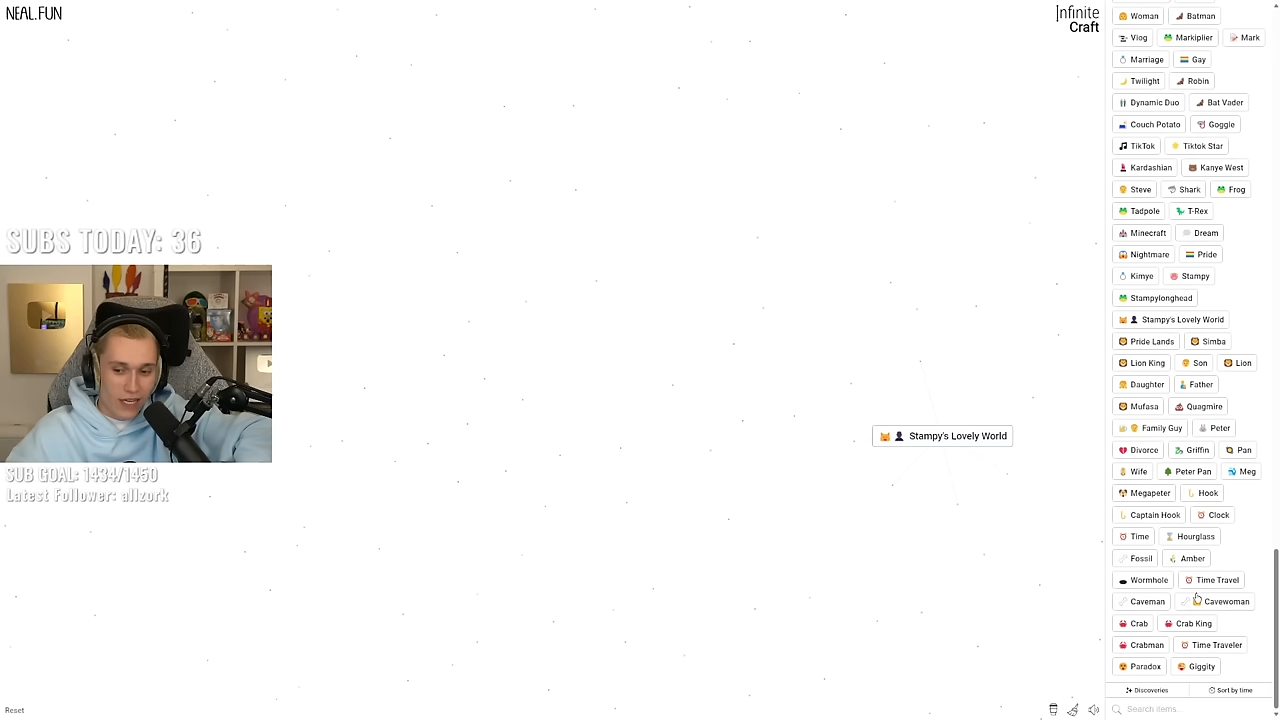 NEAL.FUN
Infinite
Craft
Woman Batman
Vlog Markiplier Mark
Marriage Gay
Twilight Robin
Dynamic Duo Bat Vader
Couch Potato Goggle
TikTok Tiktok Star
Kardashian Kanye West
Steve Shark Frog
Tadpole T-Rex
Minecraft Dream
Nightmare Pride
Kimye Stampy
Stampylonghead
Stampy's Lovely World
Pride Lands Simba
Lion King Son Lion
Daughter Father
Mufasa Quagmire
Family Guy Peter
Divorce Griffin Pan
Wife Peter Pan Meg
Megapeter Hook
Captain Hook Clock
Time Hourglass
Fossil Amber
Wormhole Time Travel
Caveman Cavewoman
Crab Crab King
Crabman Time Traveler
Paradox Giggity
Discoveries Sort by time
Search items...
SUBS TODAY: 36
SUB GOAL: 1434/1450
Latest Follower: allzork
Stampy's Lovely World
Reset